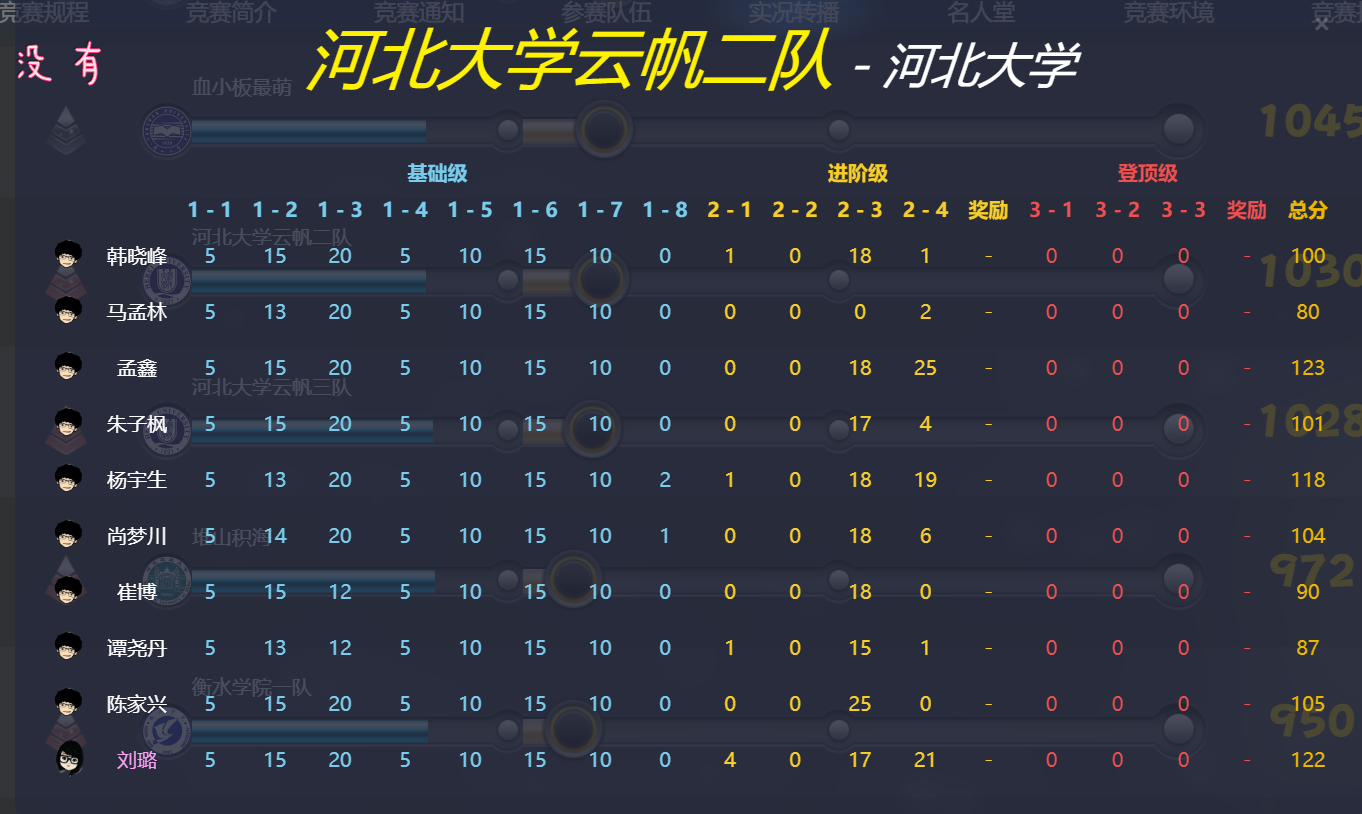 竞赛规程 竞赛简介 竞赛通知 参赛队伍 实况转播 名人堂 竞赛环境
×
没 有 河北大学云帆二队 - 河北大学
血小板最萌
1045
基础级 进阶级 登顶级
1 - 1 1 - 2 1 - 3 1 - 4 1 - 5 1 - 6 1 - 7 1 - 8 2 - 1 2 - 2 2 - 3 2 - 4 奖励 3 - 1 3 - 2 3 - 3 奖励 总分
河北大学云帆二队
韩晓峰 5 15 20 5 10 15 10 0 1 0 18 1 - 0 0 0 - 100
1030
马孟林 5 13 20 5 10 15 10 0 0 0 0 2 - 0 0 0 - 80
孟鑫 5 15 20 5 10 15 10 0 0 0 18 25 - 0 0 0 - 123
河北大学云帆三队
朱子枫 5 15 20 5 10 15 10 0 0 0 17 4 - 0 0 0 - 101
1028
杨宇生 5 13 20 5 10 15 10 2 1 0 18 19 - 0 0 0 - 118
尚梦川 5 14 20 5 10 15 10 1 0 0 18 6 - 0 0 0 - 104
堆山积海
972
崔博 5 15 12 5 10 15 10 0 0 0 18 0 - 0 0 0 - 90
谭尧丹 5 13 12 5 10 15 10 0 1 0 15 1 - 0 0 0 - 87
衡水学院一队
陈家兴 5 15 20 5 10 15 10 0 0 0 25 0 - 0 0 0 - 105
950
刘璐 5 15 20 5 10 15 10 0 4 0 17 21 - 0 0 0 - 122